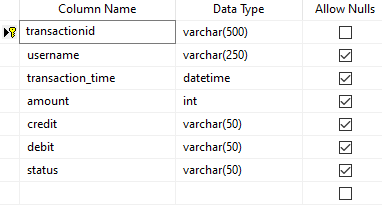 Column Name Data Type Allow Nulls
transactionid varchar(500)
username varchar(250)
transaction_time datetime
amount int
credit varchar(50)
debit varchar(50)
status varchar(50)